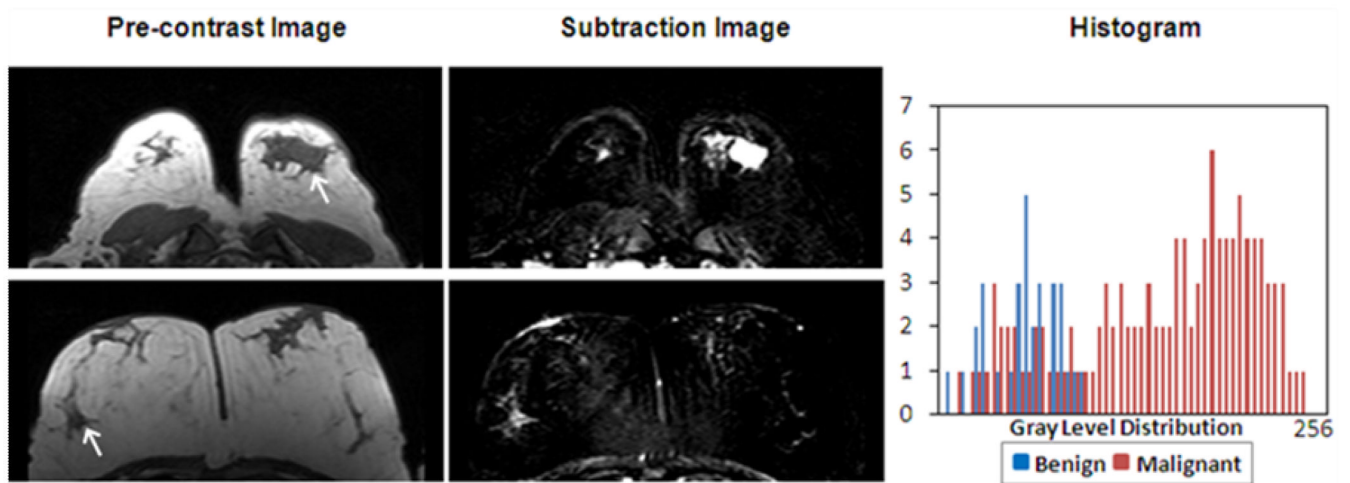 Pre-contrast Image
Subtraction Image
Histogram
7
6
5
4
3
2
1
0
Gray Level Distribution
256
Benign
Malignant